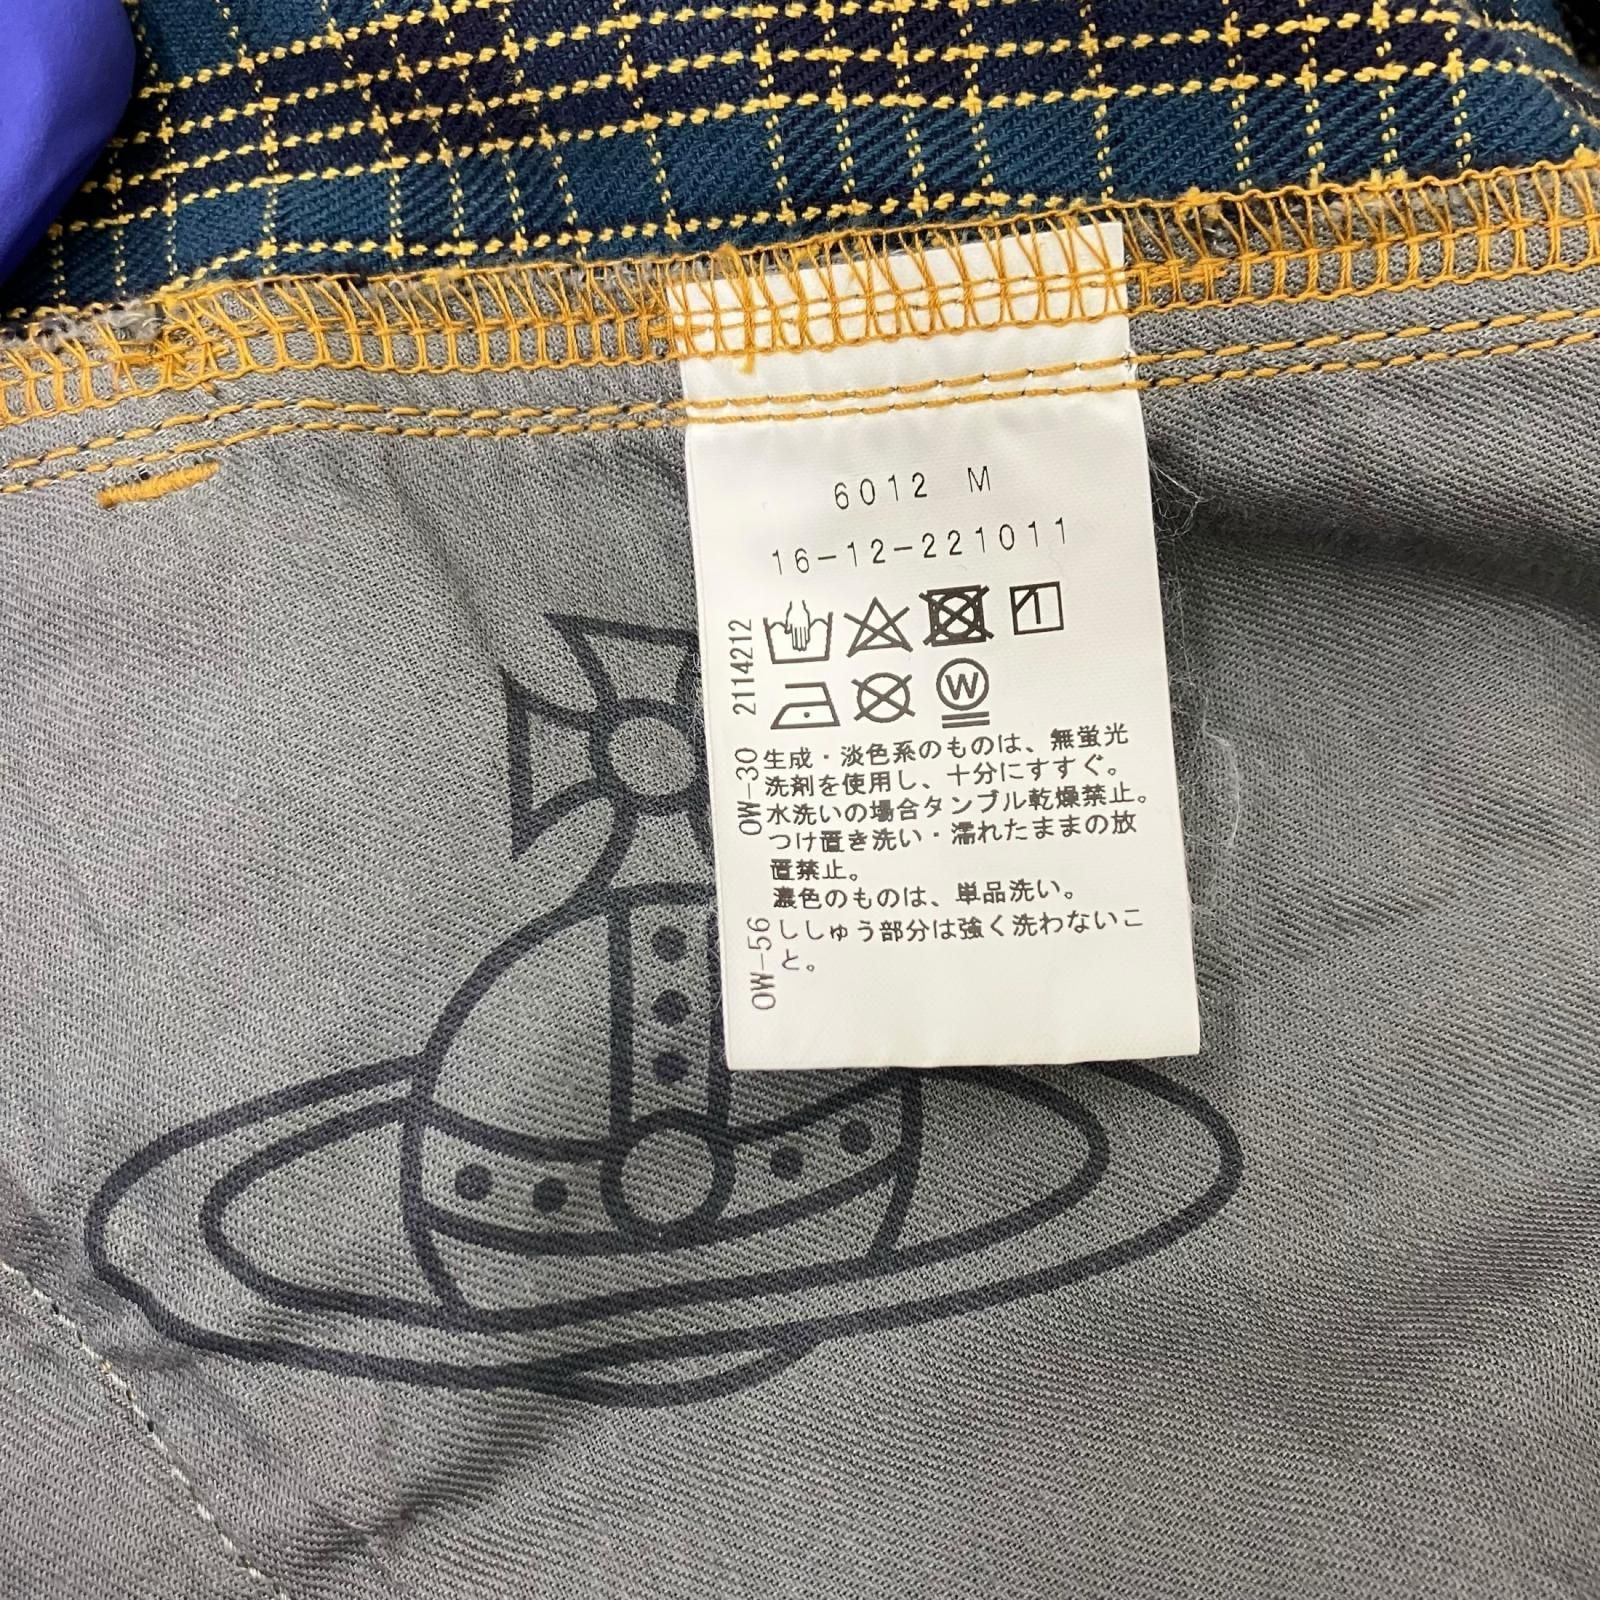 6012 M
16-12-221011
2114212
W
OW-30
生成・淡色系のものは、無蛍光
洗剤を使用し、十分にすすぐ。
水洗いの場合タンブル乾燥禁止。
つけ置き洗い・濡れたままの放
置禁止。
濃色のものは、単品洗い。
OW-56
ししゅう部分は強く洗わないこ
と。